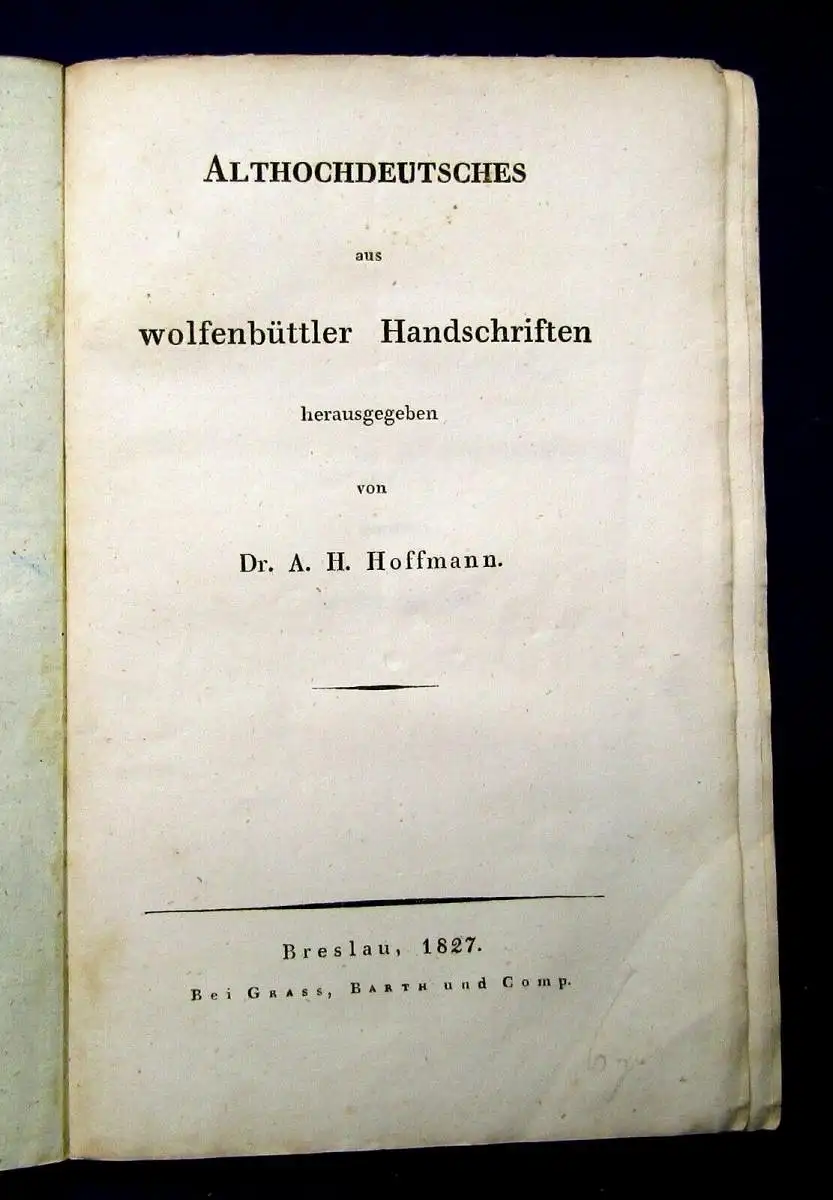 ALTHOCHDEUTSCHES
aus
wolfenbüttler Handschriften
herausgegeben
von
Dr. A. H. Hoffmann.
Breslau, 1827.
Bei GRASS, BARTH und Comp.